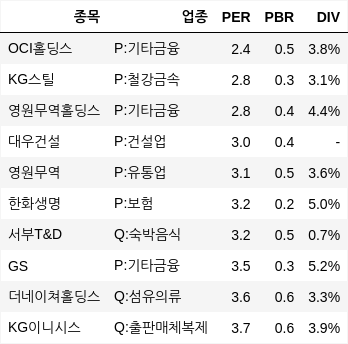 종목 업종 PER PBR DIV
OCI홀딩스 P:기타금융 2.4 0.5 3.8%
KG스틸 P:철강금속 2.8 0.3 3.1%
영원무역홀딩스 P:기타금융 2.8 0.4 4.4%
대우건설 P:건설업 3.0 0.4 -
영원무역 P:유통업 3.1 0.5 3.6%
한화생명 P:보험 3.2 0.2 5.0%
서부T&D Q:숙박음식 3.2 0.5 0.7%
GS P:기타금융 3.5 0.3 5.2%
더네이쳐홀딩스 Q:섬유의류 3.6 0.6 3.3%
KG이니시스 Q:출판매체복제 3.7 0.6 3.9%